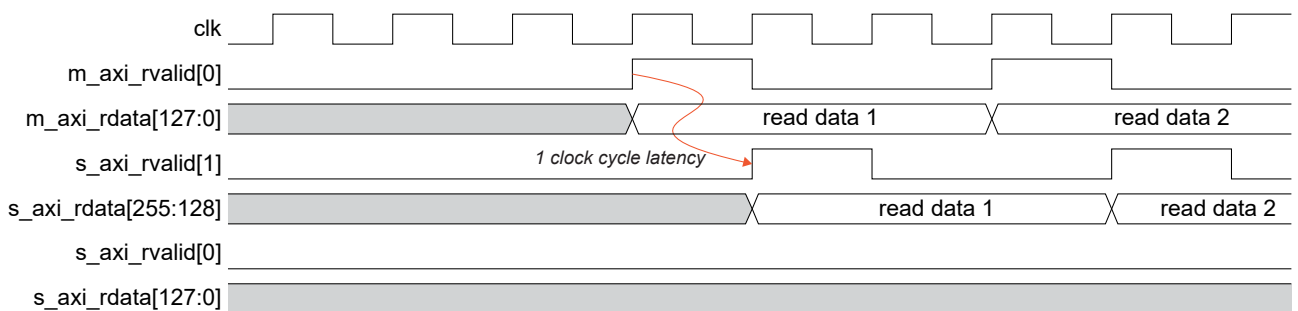 clk
m_axi_rvalid[0]
m_axi_rdata[127:0] read data 1 read data 2
s_axi_rvalid[1] 1 clock cycle latency
s_axi_rdata[255:128] read data 1 read data 2
s_axi_rvalid[0]
s_axi_rdata[127:0]